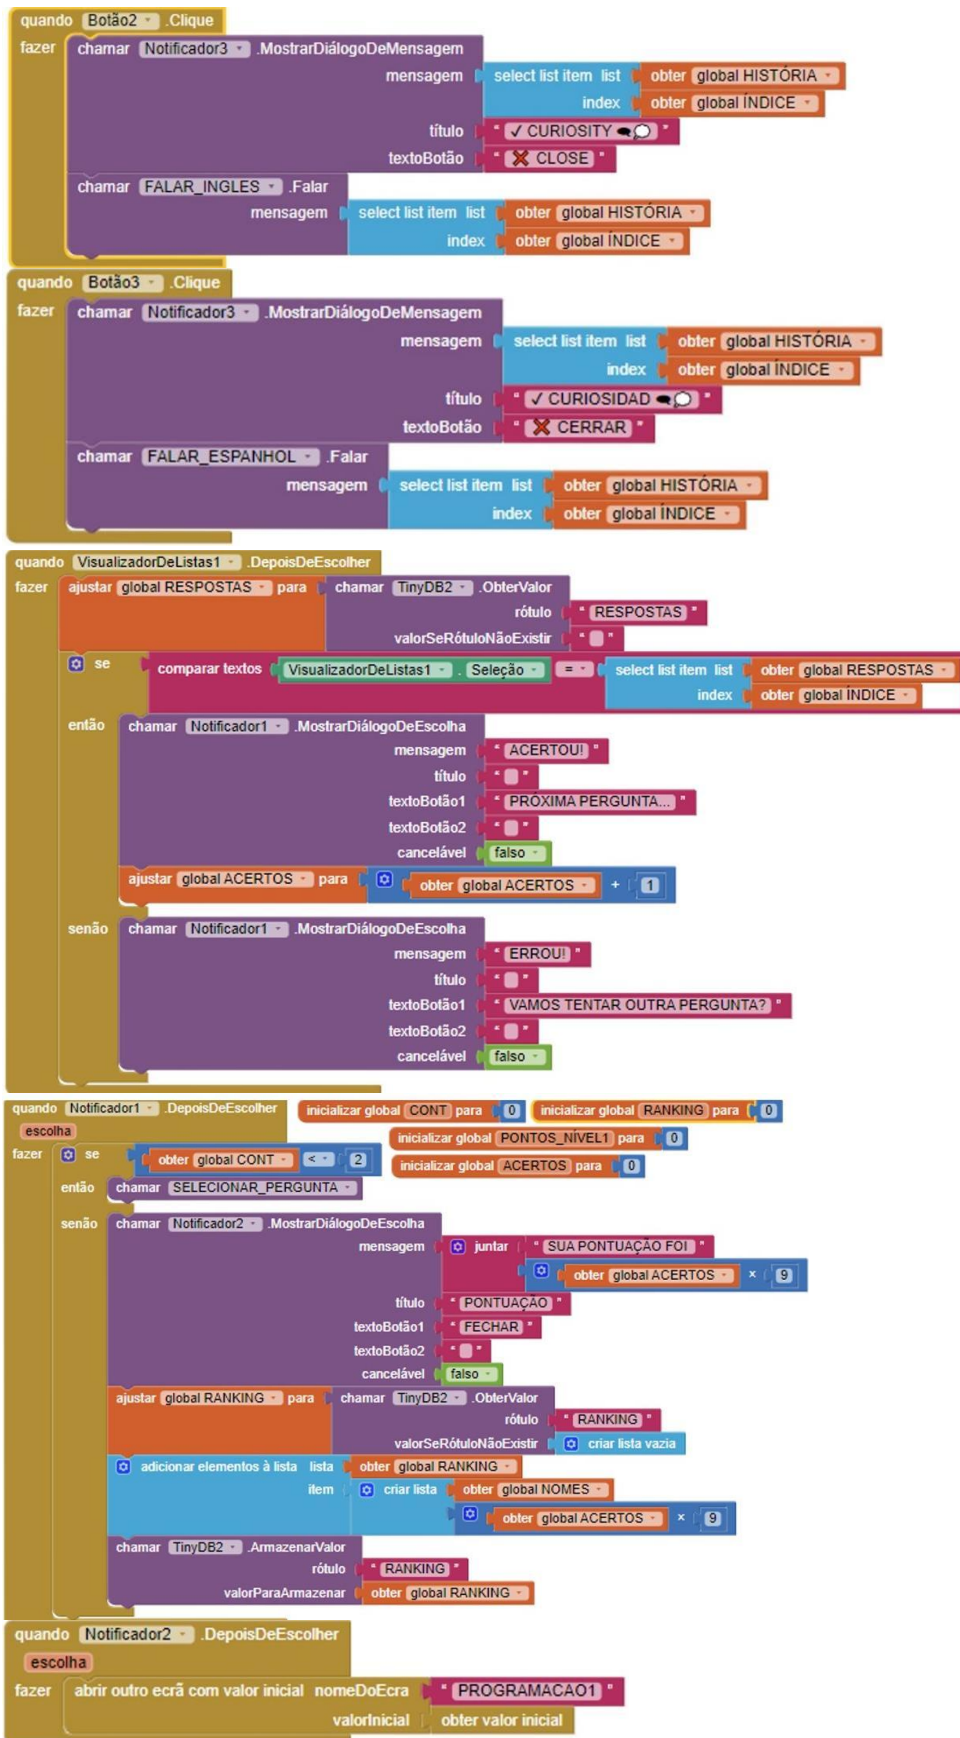 quando Botão2 .Clique
fazer chamar Notificador3 .MostrarDiálogoDeMensagem
mensagem select list item list obter global HISTÓRIA
index obter global ÍNDICE
título " ✓ CURIOSITY 🗨💭 "
textoBotão " ❌ CLOSE "
chamar FALAR_INGLES .Falar
mensagem select list item list obter global HISTÓRIA
index obter global ÍNDICE
quando Botão3 .Clique
fazer chamar Notificador3 .MostrarDiálogoDeMensagem
mensagem select list item list obter global HISTÓRIA
index obter global ÍNDICE
título " ✓ CURIOSIDAD 🗨💭 "
textoBotão " ❌ CERRAR "
chamar FALAR_ESPANHOL .Falar
mensagem select list item list obter global HISTÓRIA
index obter global ÍNDICE
quando VisualizadorDeListas1 .DepoisDeEscolher
fazer ajustar global RESPOSTAS para chamar TinyDB2 .ObterValor
rótulo " RESPOSTAS "
valorSeRótuloNãoExistir " "
se comparar textos VisualizadorDeListas1 . Seleção = select list item list obter global RESPOSTAS
index obter global ÍNDICE
então chamar Notificador1 .MostrarDiálogoDeEscolha
mensagem " ACERTOU! "
título " "
textoBotão1 " PRÓXIMA PERGUNTA... "
textoBotão2 " "
cancelável falso
ajustar global ACERTOS para obter global ACERTOS + 1
senão chamar Notificador1 .MostrarDiálogoDeEscolha
mensagem " ERROU! "
título " "
textoBotão1 " VAMOS TENTAR OUTRA PERGUNTA? "
textoBotão2 " "
cancelável falso
quando Notificador1 .DepoisDeEscolher inicializar global CONT para 0 inicializar global RANKING para 0
escolha inicializar global PONTOS_NÍVEL1 para 0
fazer se obter global CONT < 2 inicializar global ACERTOS para 0
então chamar SELECIONAR_PERGUNTA
senão chamar Notificador2 .MostrarDiálogoDeEscolha
mensagem juntar " SUA PONTUAÇÃO FOI "
obter global ACERTOS × 9
título " PONTUAÇÃO "
textoBotão1 " FECHAR "
textoBotão2 " "
cancelável falso
ajustar global RANKING para chamar TinyDB2 .ObterValor
rótulo " RANKING "
valorSeRótuloNãoExistir criar lista vazia
adicionar elementos à lista lista obter global RANKING
item criar lista obter global NOMES
obter global ACERTOS × 9
chamar TinyDB2 .ArmazenarValor
rótulo " RANKING "
valorParaArmazenar obter global RANKING
quando Notificador2 .DepoisDeEscolher
escolha
fazer abrir outro ecrã com valor inicial nomeDoEcra " PROGRAMACAO1 "
valorInicial obter valor inicial